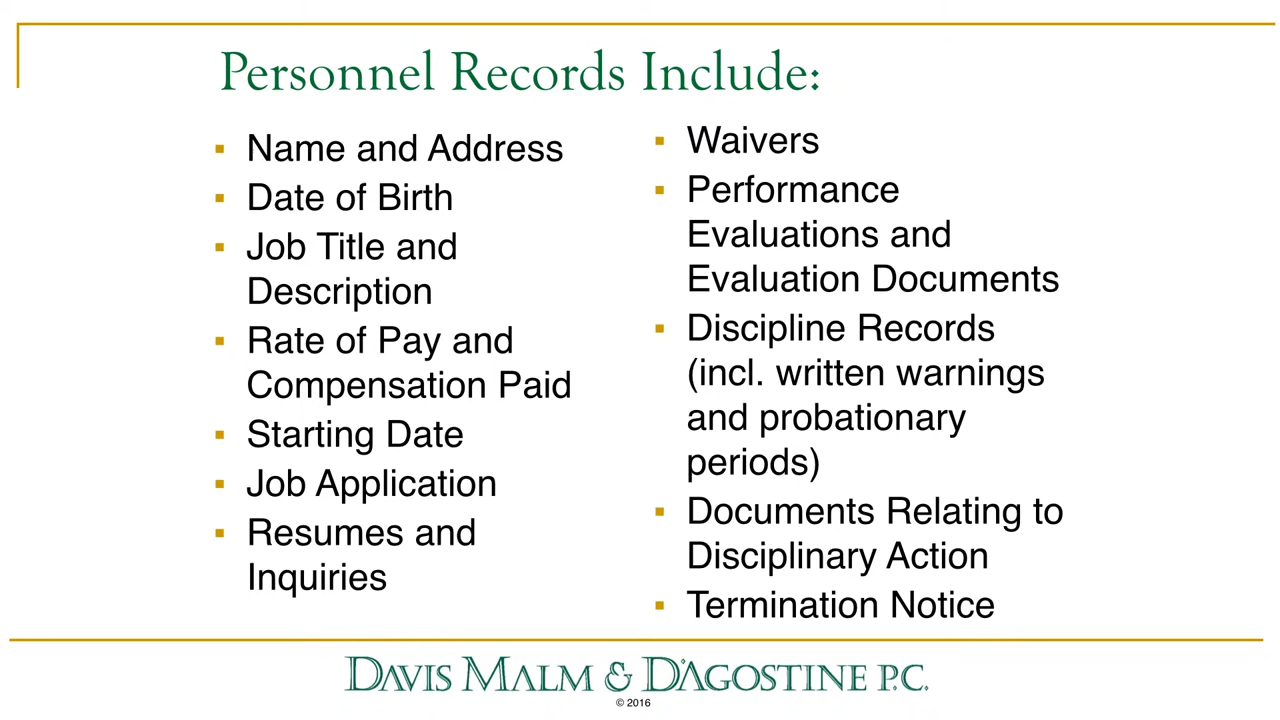 Personnel Records Include:
▪ Name and Address
▪ Date of Birth
▪ Job Title and
Description
▪ Rate of Pay and
Compensation Paid
▪ Starting Date
▪ Job Application
▪ Resumes and
Inquiries
▪ Waivers
▪ Performance
Evaluations and
Evaluation Documents
▪ Discipline Records
(incl. written warnings
and probationary
periods)
▪ Documents Relating to
Disciplinary Action
▪ Termination Notice
DAVIS MALM & D'AGOSTINE P.C.
© 2016